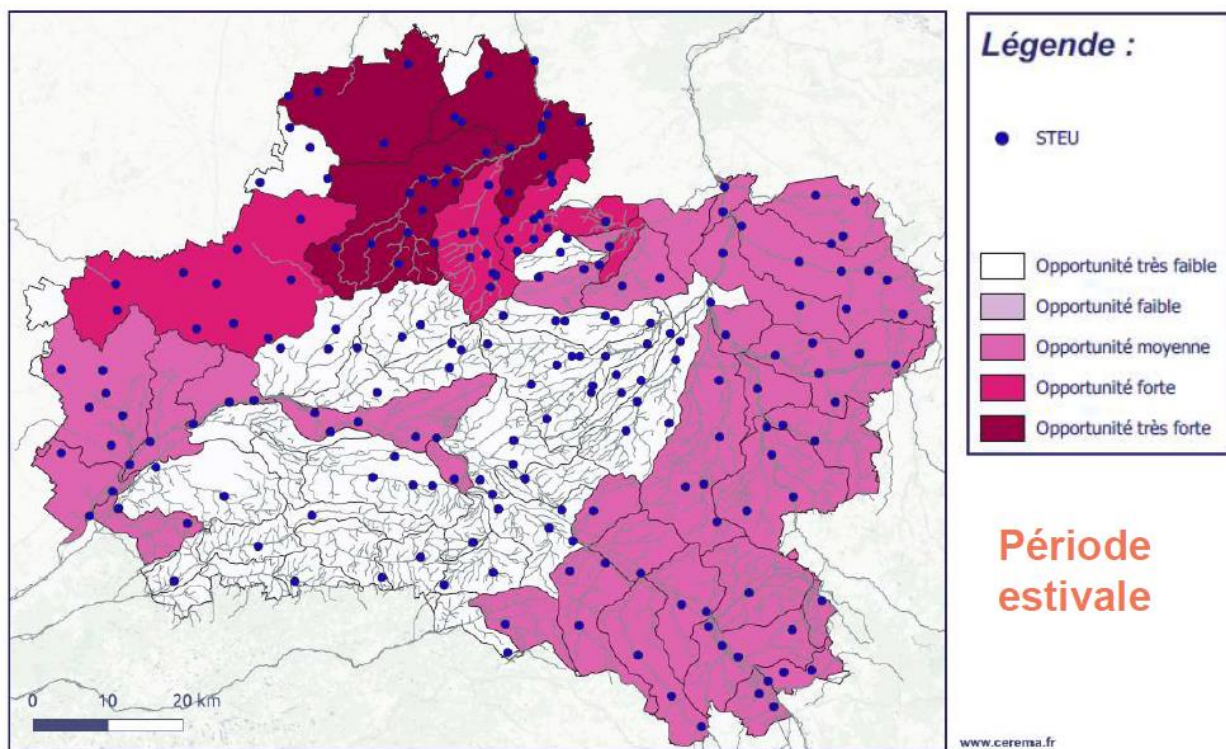 Légende :
STEU
Opportunité très faible
Opportunité faible
Opportunité moyenne
Opportunité forte
Opportunité très forte
Période
estivale
0 10 20 km
www.cerema.fr